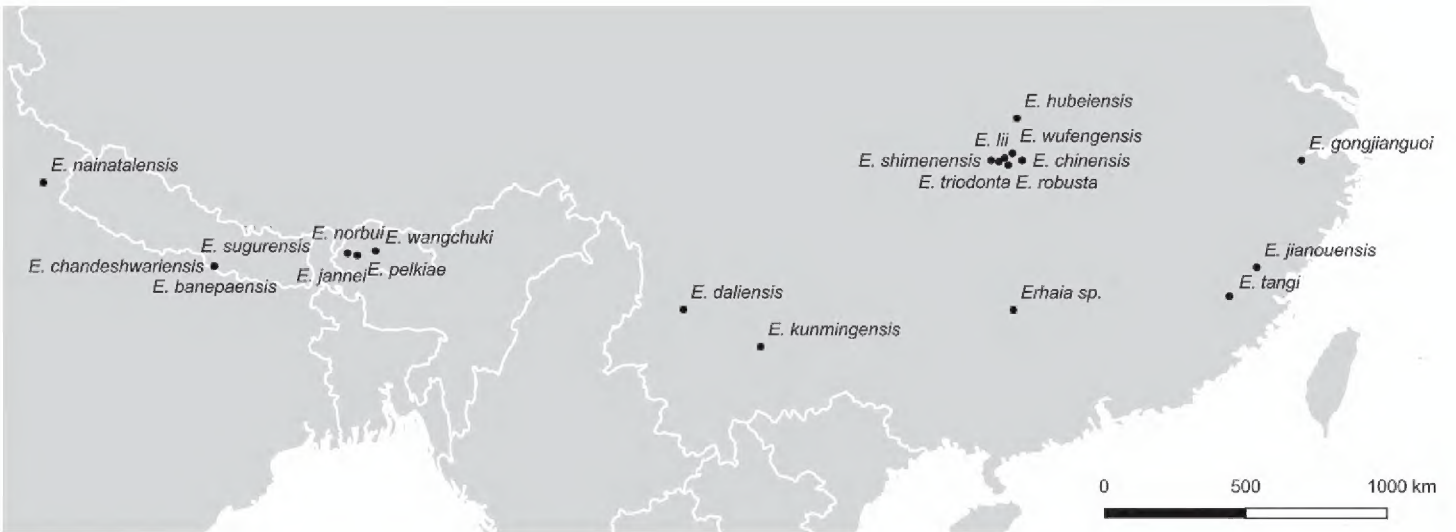 E. hubeiensis
E. lii E. wufengensis
E. shimenensis E. chinensis
E. triodonta E. robusta
E. gongjianguoi
E. nainatalensis
E. norbui E. wangchuki
E. sugurensis
E. jannei E. pelkiae
E. chandeshwariensis
E. banepaensis
E. jianouensis
E. tangi
E. daliensis
Erhaia sp.
E. kunmingensis
0 500 1000 km